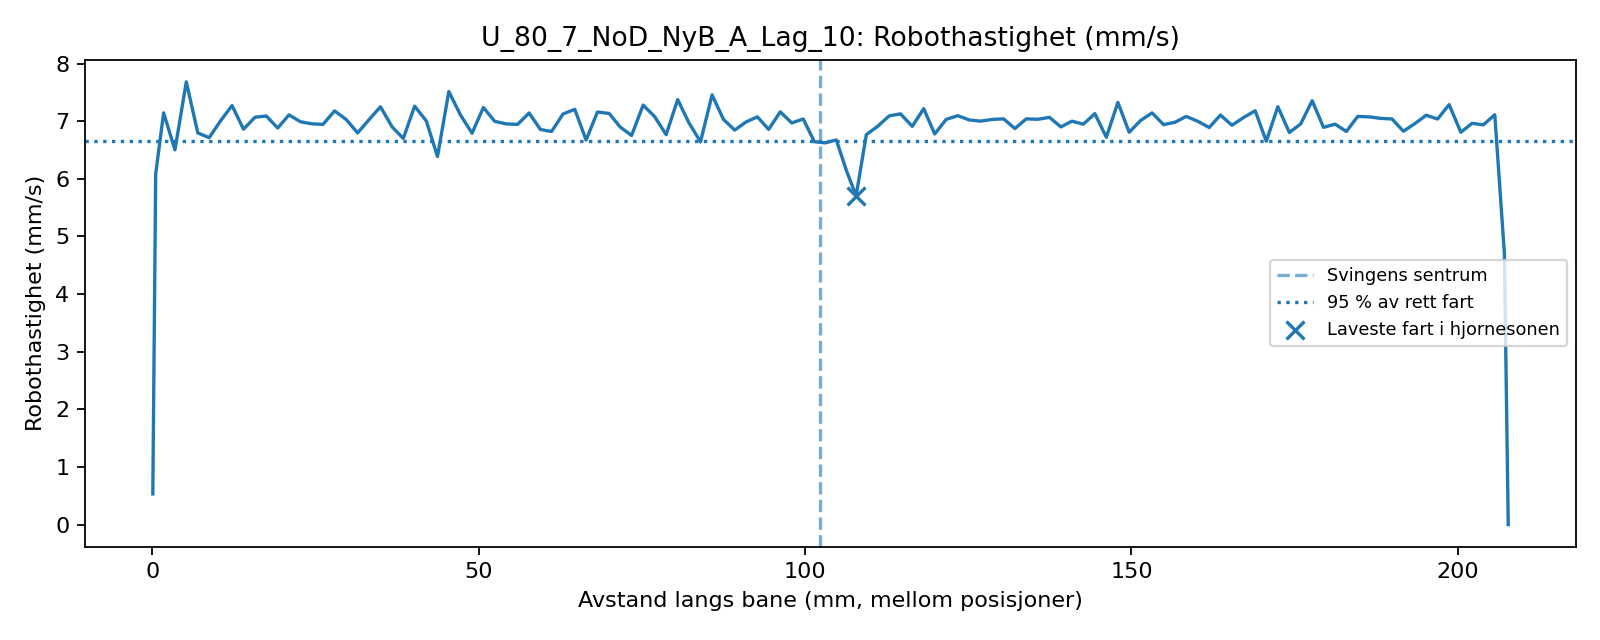 U_80_7_NoD_NyB_A_Lag_10: Robothastighet (mm/s)
Robothastighet (mm/s)
8
7
6
5
4
3
2
1
0
Svingens sentrum
95 % av rett fart
Laveste fart i hjornesonen
0 50 100 150 200
Avstand langs bane (mm, mellom posisjoner)